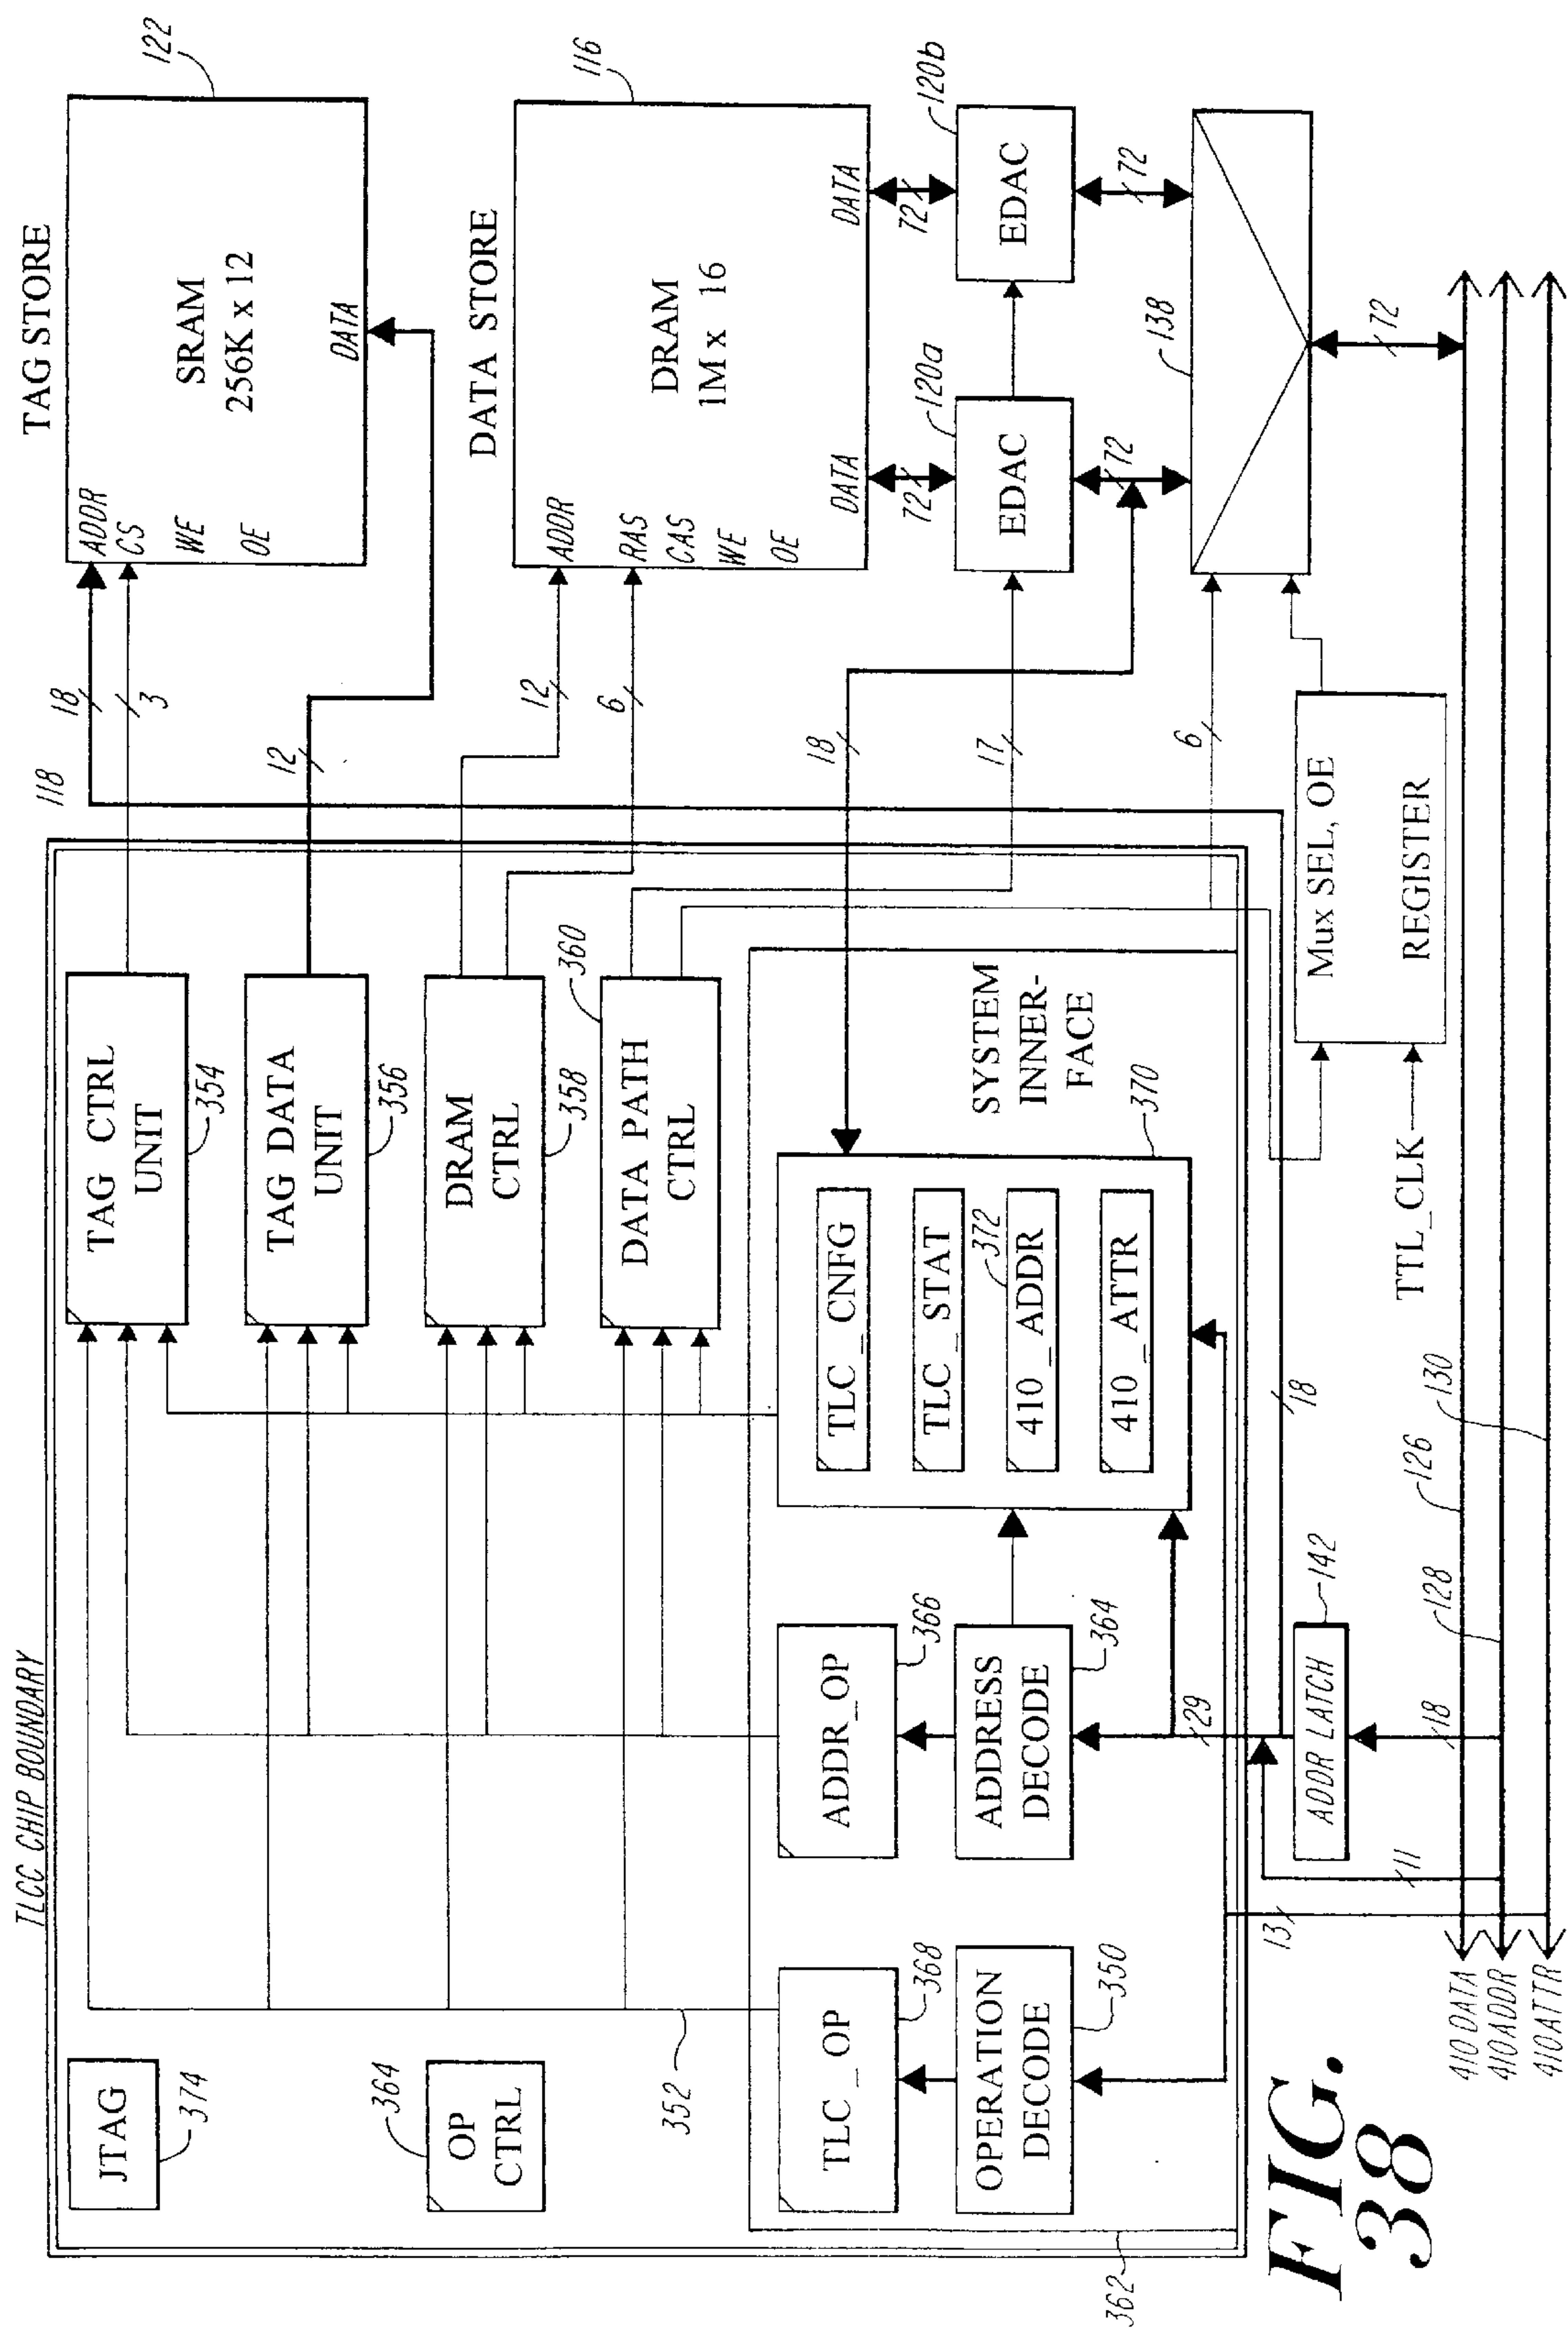 TLCC CHIP BOUNDARY
JTAG
374
OP
CTRL
364
352
TLC_OP
368
OPERATION
DECODE
350
362
ADDR_OP
366
ADDRESS
DECODE
364
29
TAG CTRL
UNIT
354
TAG DATA
UNIT
356
DRAM
CTRL
358
DATA PATH
CTRL
360
SYSTEM
INNER-
FACE
370
TLC_CNFG
TLC_STAT
372
410_ADDR
410_ATTR
118
18
3
12
12
6
18
17
6
TAG STORE
122
ADDR
CS
WE
OE
SRAM
256K x 12
DATA
DATA STORE
116
ADDR
RAS
CAS
WE
OE
DRAM
1M x 16
DATA
DATA
72
72
EDAC
120a
EDAC
120b
72
72
138
72
Mux SEL, OE
REGISTER
TTL_CLK
18
ADDR LATCH
142
18
11
13
128
126
130
410 DATA
410 ADDR
410 ATTR
FIG.
38